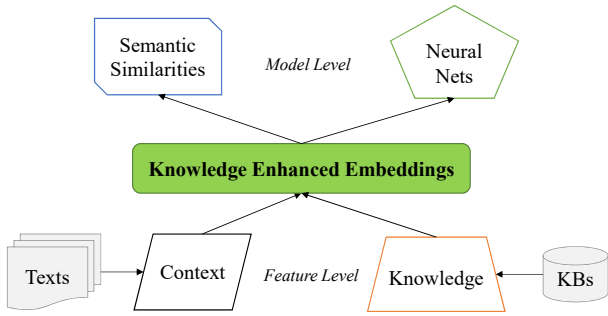 Semantic
Similarities
Model Level
Neural
Nets
Knowledge Enhanced Embeddings
Texts
Context
Feature Level
Knowledge
KBs